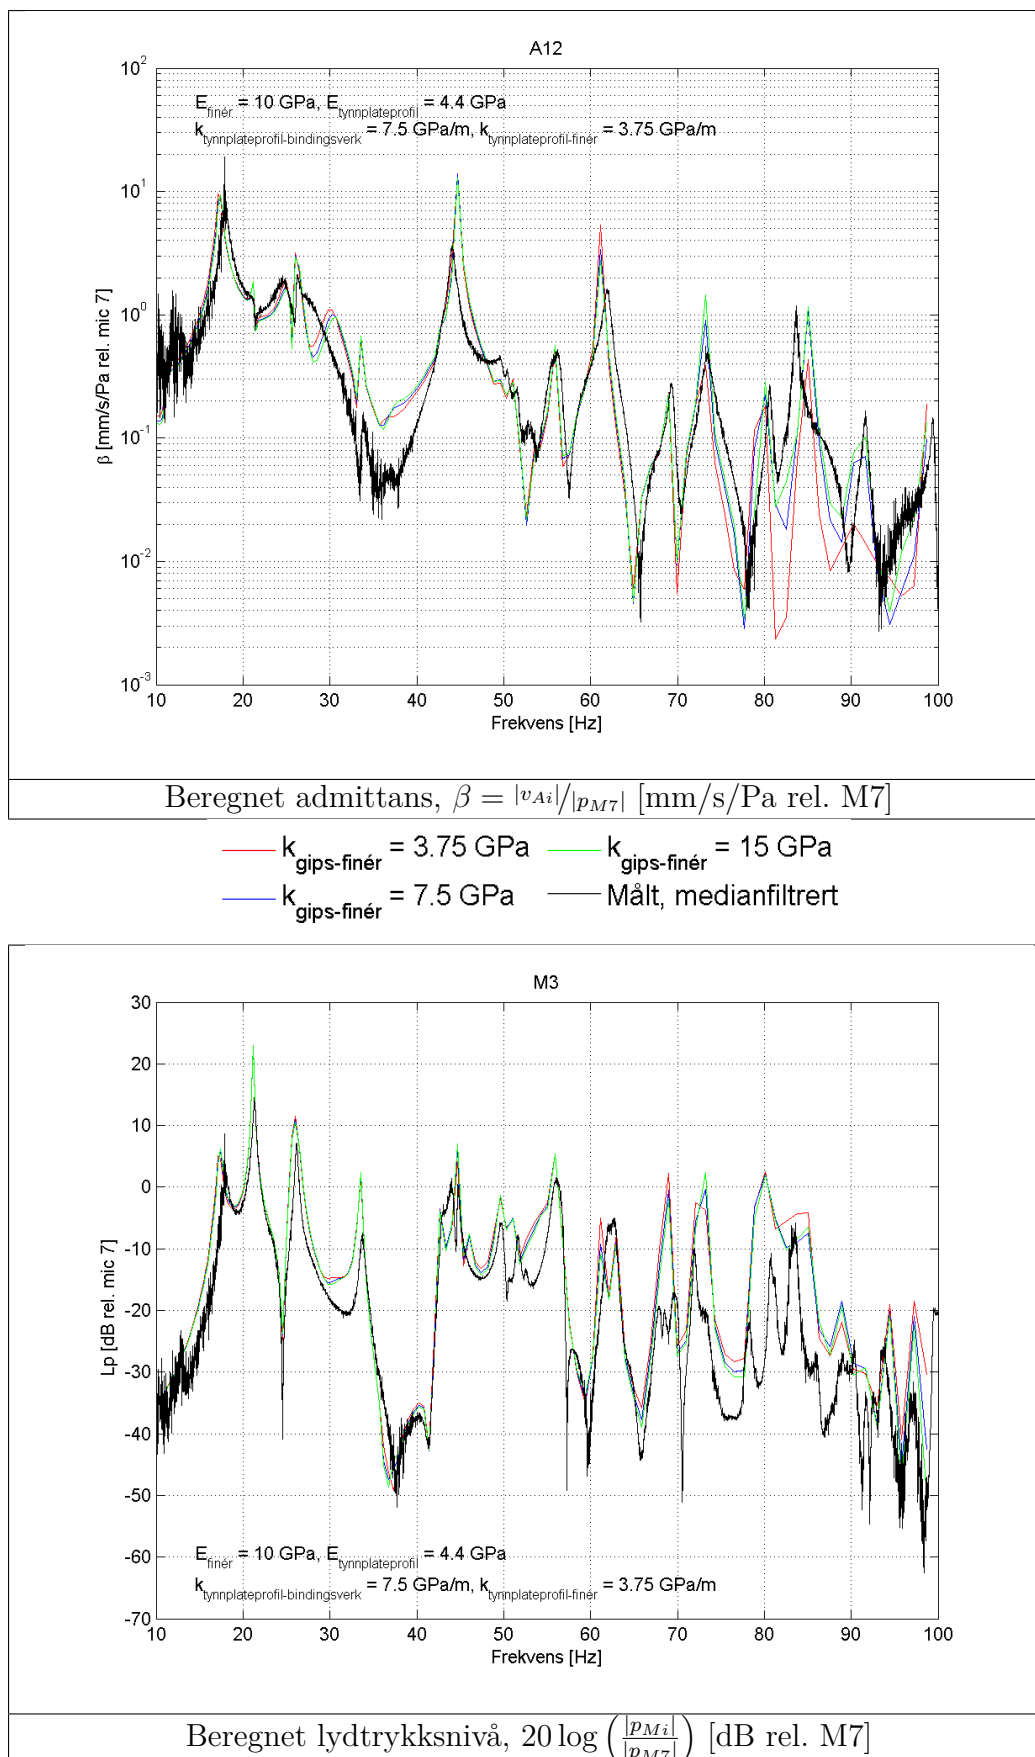 A12
10^2
E_finér = 10 GPa, E_tynnplateprofil = 4.4 GPa
k_tynnplateprofil-bindingsverk = 7.5 GPa/m, k_tynnplateprofil-finér = 3.75 GPa/m
10^1
10^0
10^-1
10^-2
10^-3
β [mm/s/Pa rel. mic 7]
10 20 30 40 50 60 70 80 90 100
Frekvens [Hz]
Beregnet admittans, β = |v_Ai|/|p_M7| [mm/s/Pa rel. M7]
k_gips-finér = 3.75 GPa k_gips-finér = 15 GPa
k_gips-finér = 7.5 GPa Målt, medianfiltrert
M3
30
20
10
0
-10
-20
-30
-40
-50
-60
-70
Lp [dB rel. mic 7]
E_finér = 10 GPa, E_tynnplateprofil = 4.4 GPa
k_tynnplateprofil-bindingsverk = 7.5 GPa/m, k_tynnplateprofil-finér = 3.75 GPa/m
10 20 30 40 50 60 70 80 90 100
Frekvens [Hz]
Beregnet lydtrykksnivå, 20 log (|p_Mi|/|p_M7|) [dB rel. M7]